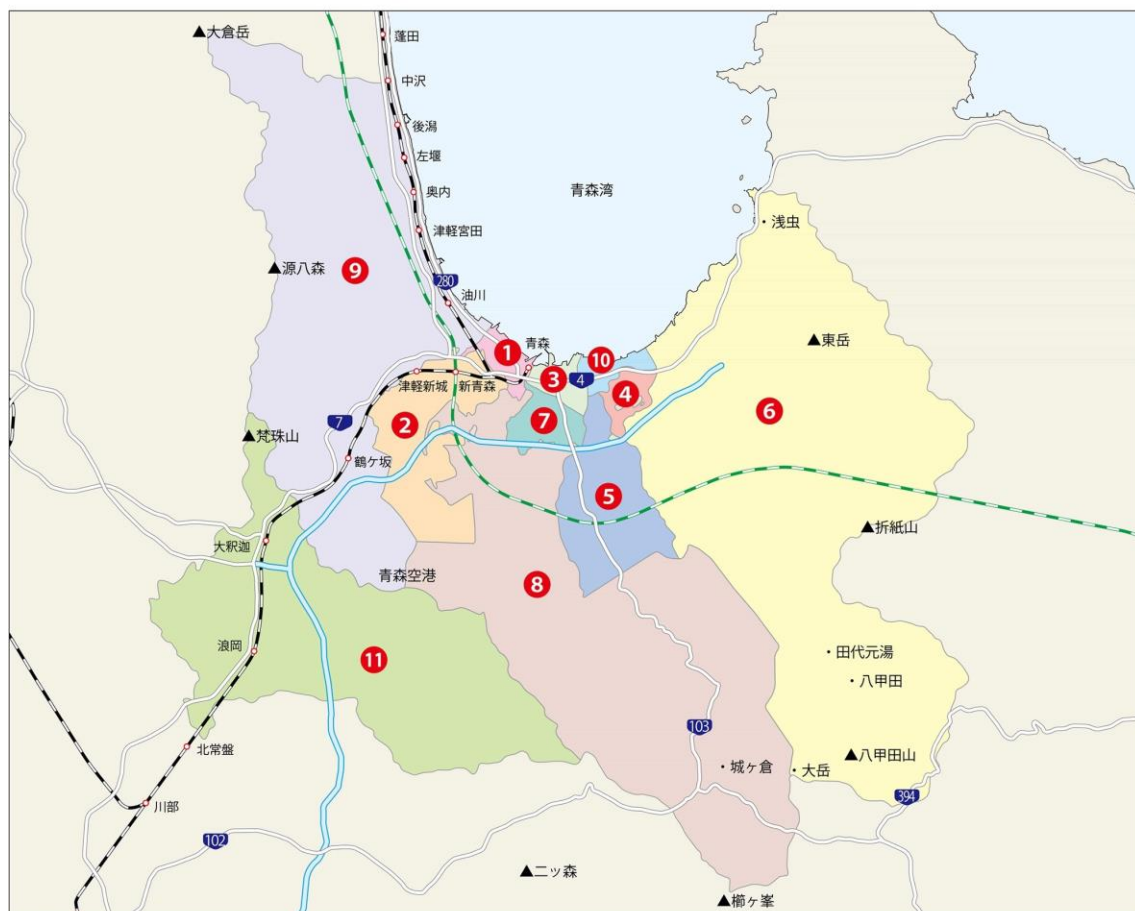 ▲大倉岳
蓬田
中沢
後潟
左堰
奥内
津軽宮田
青森湾
・浅虫
▲源八森
9
280
油川
▲東岳
1
青森
10
3
4
4
津軽新城
新青森
7
2
7
6
▲梵珠山
鶴ケ坂
5
▲折紙山
大釈迦
青森空港
8
浪岡
11
・田代元湯
・八甲田
103
北常盤
・城ヶ倉
・大岳
▲八甲田山
川部
394
102
▲二ッ森
▲櫛ヶ峯